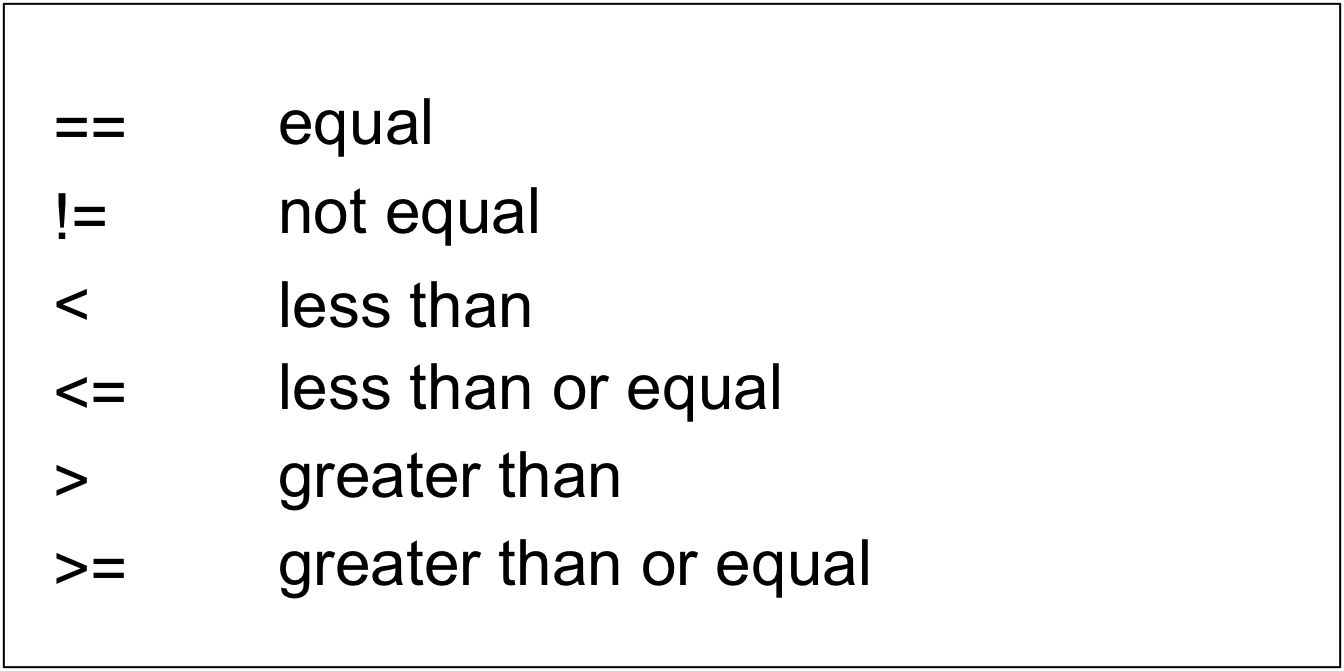 == equal
!= not equal
< less than
<= less than or equal
> greater than
>= greater than or equal